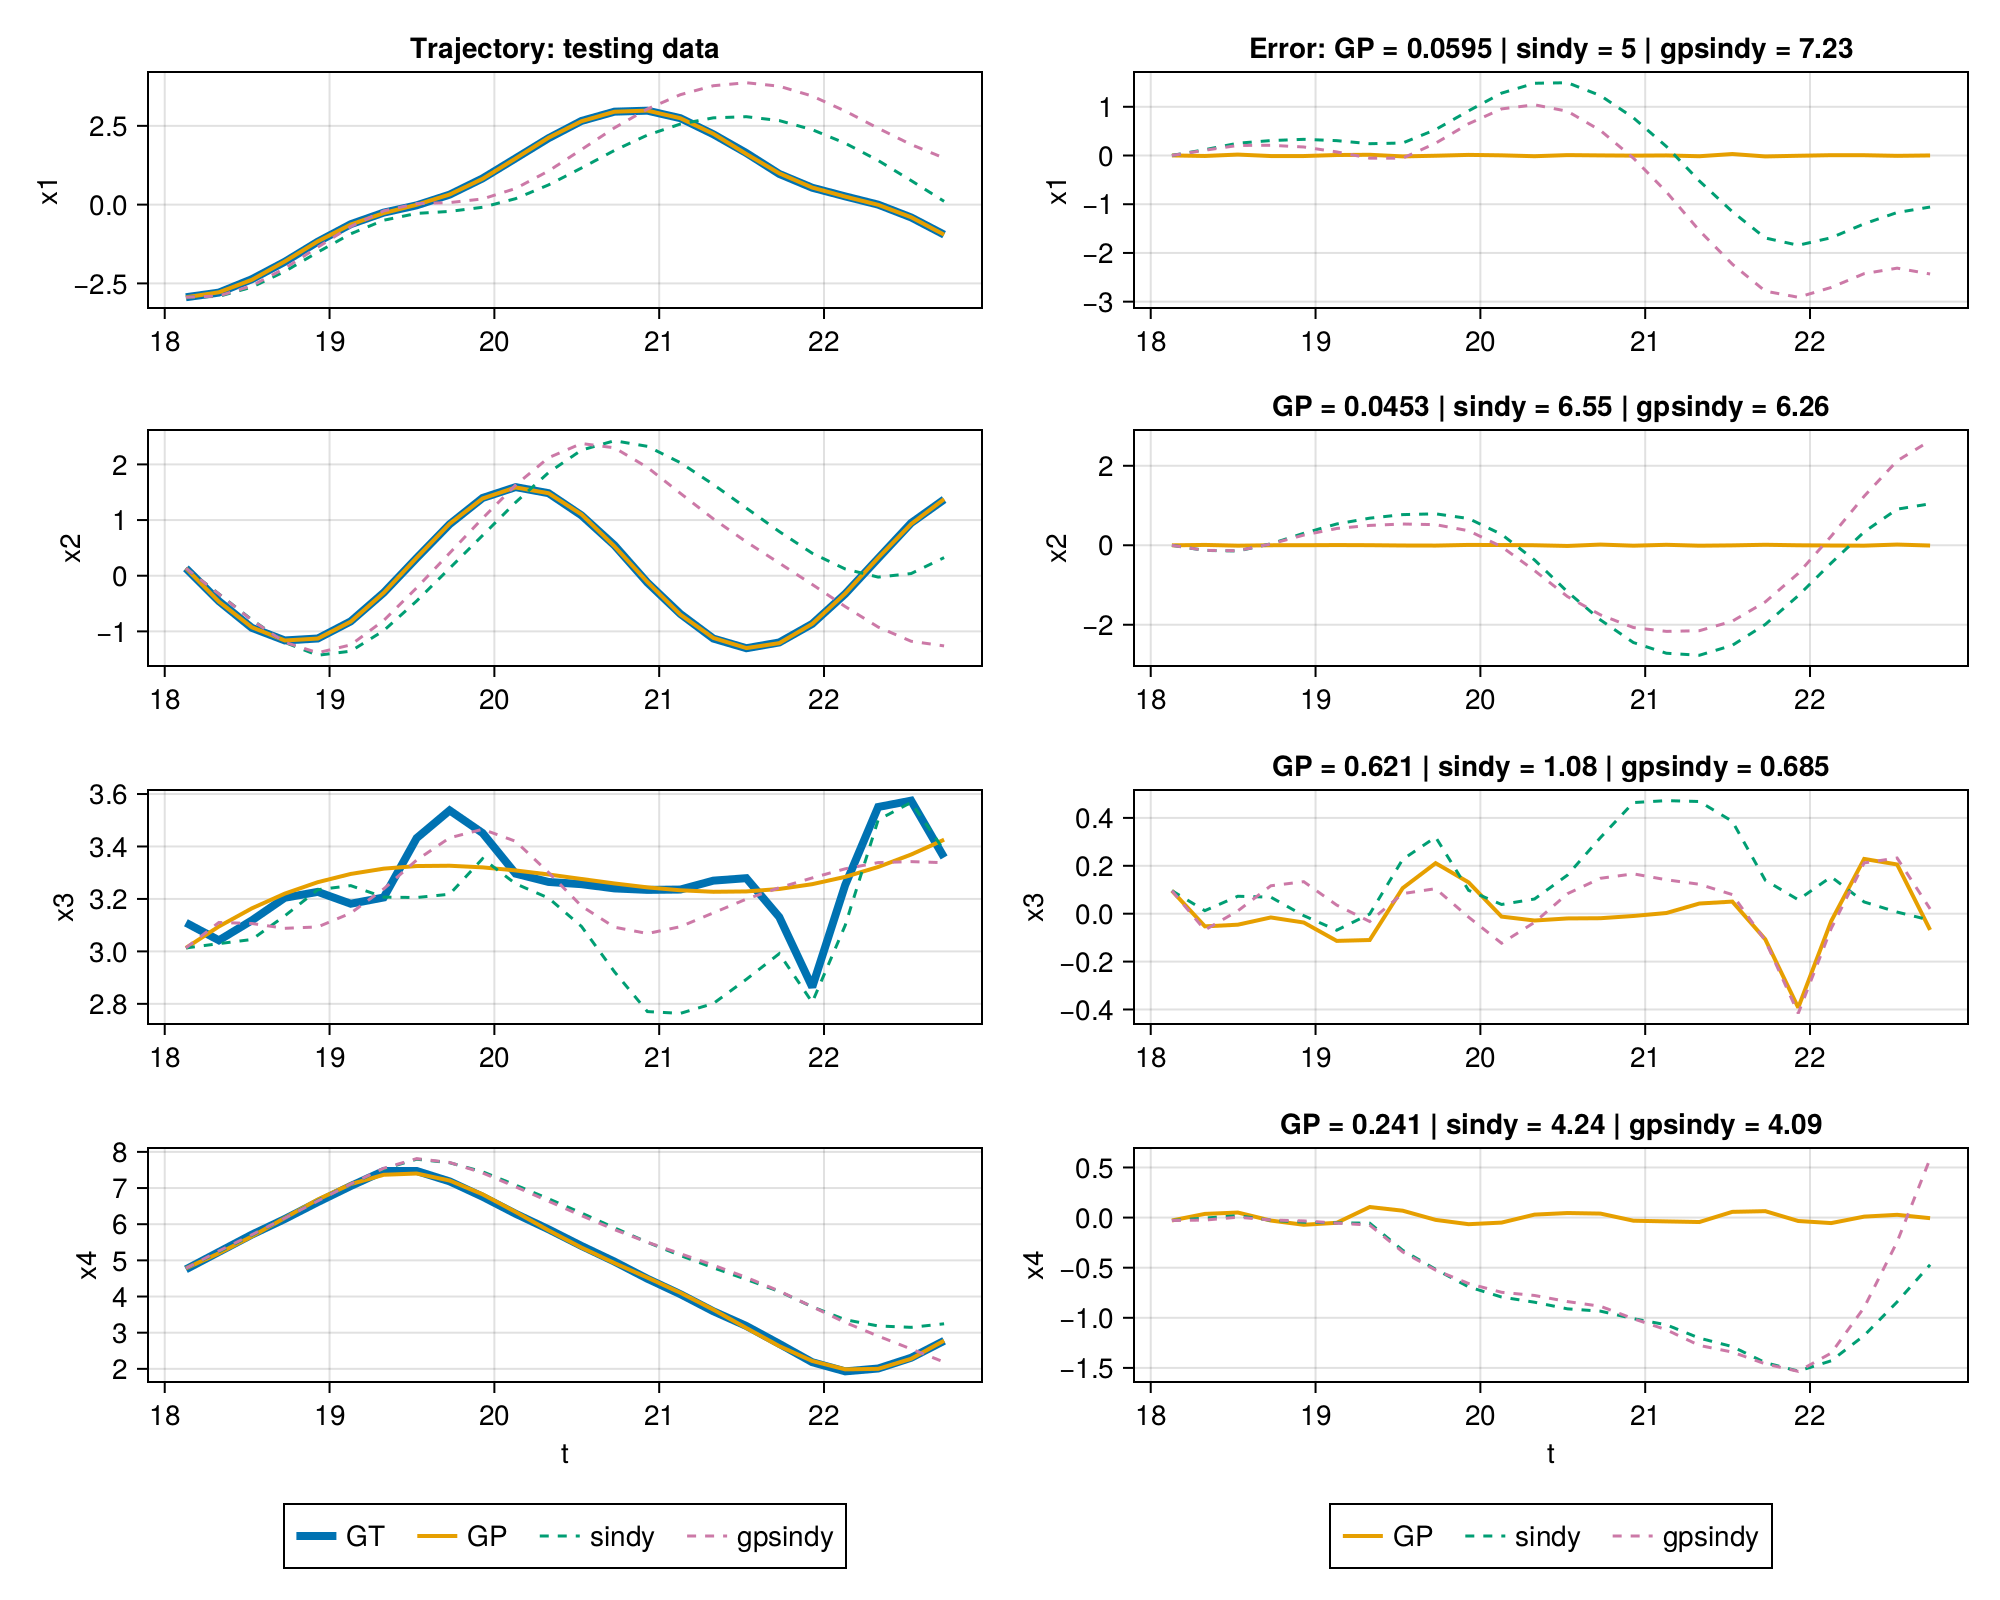 Trajectory: testing data
x1
2.5
0.0
−2.5
18 19 20 21 22
Error: GP = 0.0595 | sindy = 5 | gpsindy = 7.23
x1
1
0
−1
−2
−3
18 19 20 21 22
x2
2
1
0
−1
18 19 20 21 22
GP = 0.0453 | sindy = 6.55 | gpsindy = 6.26
x2
2
0
−2
18 19 20 21 22
x3
3.6
3.4
3.2
3.0
2.8
18 19 20 21 22
GP = 0.621 | sindy = 1.08 | gpsindy = 0.685
x3
0.4
0.2
0.0
−0.2
−0.4
18 19 20 21 22
x4
8
7
6
5
4
3
2
18 19 20 21 22
t
GP = 0.241 | sindy = 4.24 | gpsindy = 4.09
x4
0.5
0.0
−0.5
−1.0
−1.5
18 19 20 21 22
t
GT GP sindy gpsindy
GP sindy gpsindy